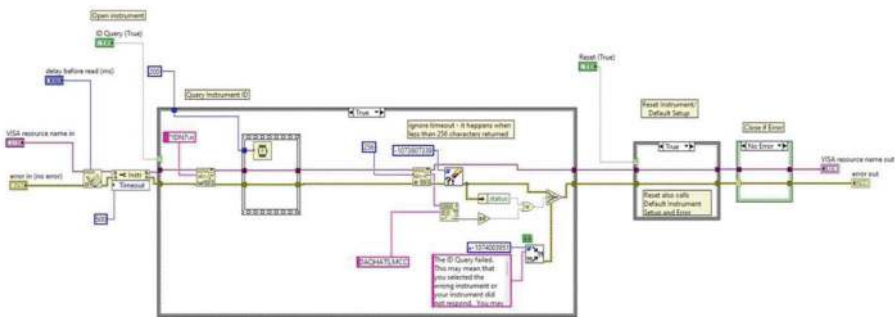 Open instrument
ID Query (True)
delay before read (ms)
VISA resource name in
error in (no error)
Instr
Timeout
500
Query Instrument ID
True
*IDN?\n
256
Ignore timeout - it happens when
less than 256 characters returned
-1073807339
status
The ID Query failed.
This may mean that
you selected the
wrong instrument or
your instrument did
not respond.  You may
Reset (True)
Reset Instrument/
Default Setup
True
Reset also calls
Default Instrument
Setup and Error
Close if Error
No Error
VISA resource name out
error out